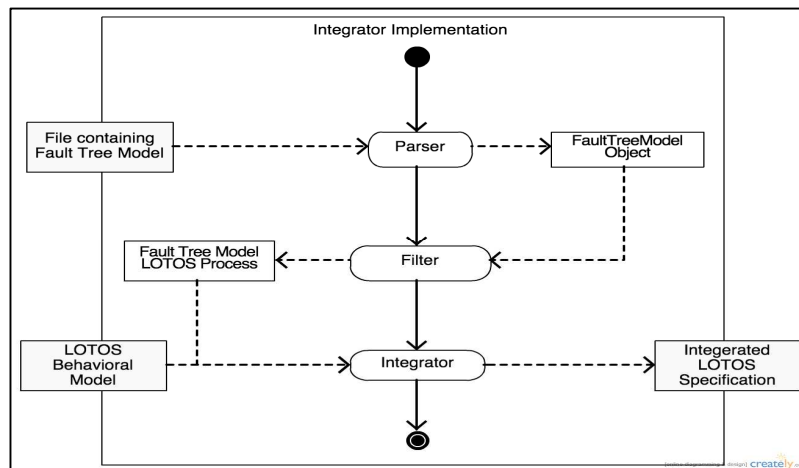 Integrator Implementation
File containing
Fault Tree Model
Parser
FaultTreeModel
Object
Fault Tree Model
LOTOS Process
Filter
LOTOS
Behavioral
Model
Integrator
Integerated
LOTOS
Specification
creately